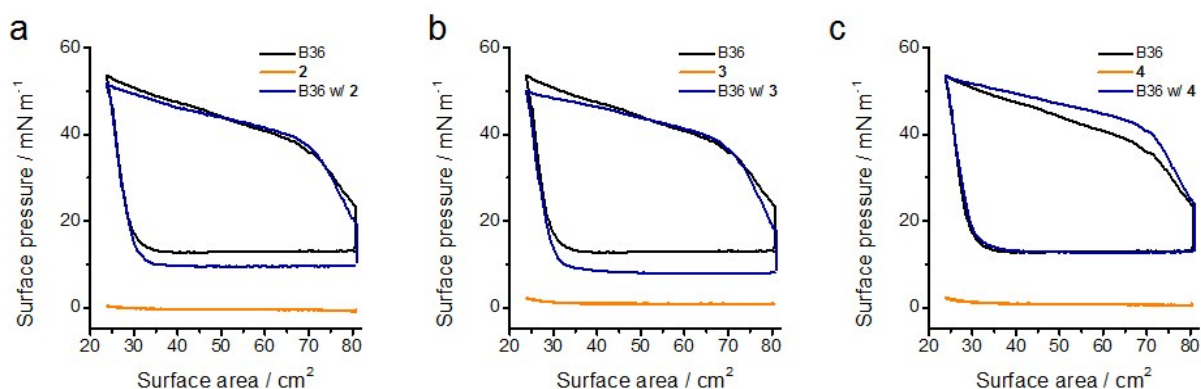 a
60
40
20
0
Surface pressure / mN m⁻¹
B36
2
B36 w/ 2
20 30 40 50 60 70 80
Surface area / cm²
b
60
40
20
0
Surface pressure / mN m⁻¹
B36
3
B36 w/ 3
20 30 40 50 60 70 80
Surface area / cm²
c
60
40
20
0
Surface pressure / mN m⁻¹
B36
4
B36 w/ 4
20 30 40 50 60 70 80
Surface area / cm²